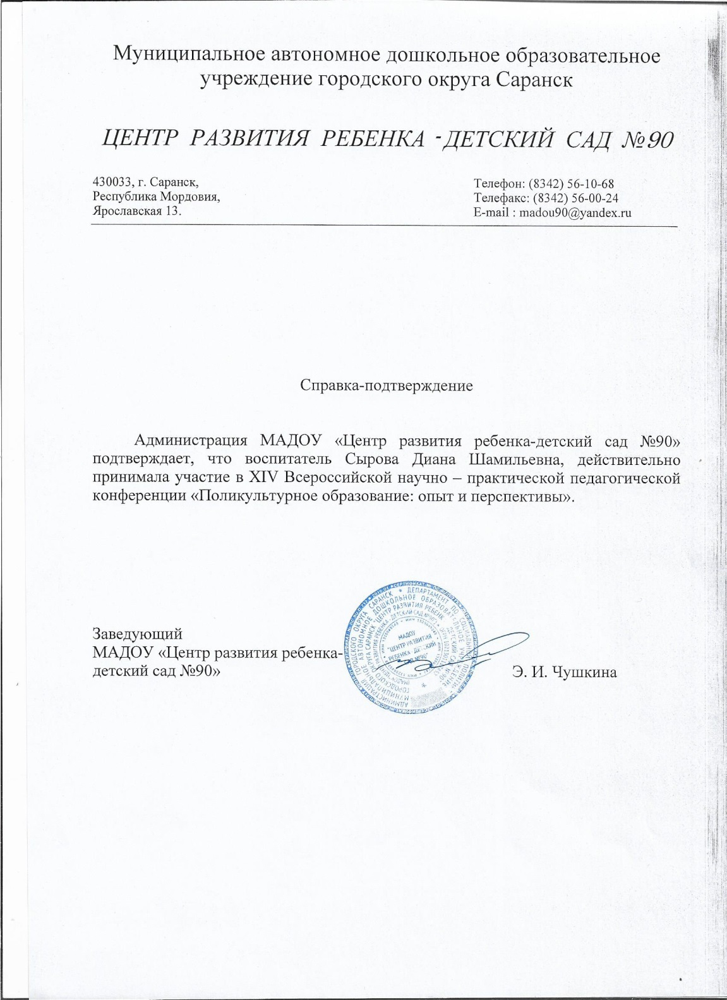 Муниципальное автономное дошкольное образовательное
учреждение городского округа Саранск
ЦЕНТР РАЗВИТИЯ РЕБЕНКА - ДЕТСКИЙ САД №90
430033, г. Саранск,
Республика Мордовия,
Ярославская 13.
Телефон: (8342) 56-10-68
Телефакс: (8342) 56-00-24
E-mail : madou90@yandex.ru
Справка-подтверждение
Администрация МАДОУ «Центр развития ребенка-детский сад №90»
подтверждает, что воспитатель Сырова Диана Шамильевна, действительно
принимала участие в XIV Всероссийской научно – практической педагогической
конференции «Поликультурное образование: опыт и перспективы».
Заведующий
МАДОУ «Центр развития ребенка-
детский сад №90»
Э. И. Чушкина
МАДОУ
"ЦЕНТР РАЗВИТИЯ
РЕБЕНКА - ДЕТСКИЙ
САД №90"